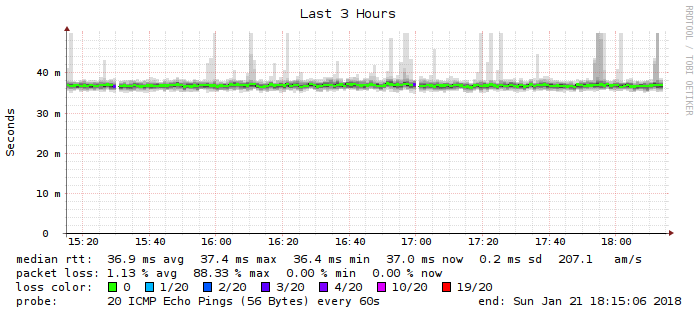 Last 3 Hours
RRDTOOL / TOBI OETIKER
Seconds
40 m
30 m
20 m
10 m
0
15:20 15:40 16:00 16:20 16:40 17:00 17:20 17:40 18:00
median rtt: 36.9 ms avg 37.4 ms max 36.4 ms min 37.0 ms now 0.2 ms sd 207.1 am/s
packet loss: 1.13 % avg 88.33 % max 0.00 % min 0.00 % now
loss color: 0 1/20 2/20 3/20 4/20 10/20 19/20
probe: 20 ICMP Echo Pings (56 Bytes) every 60s end: Sun Jan 21 18:15:06 2018